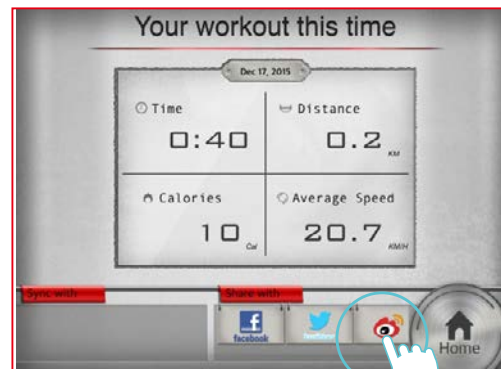 Your workout this time
Dec 17, 2015
Time
0:40
Distance
0.2 KM
Calories
10 Cal
Average Speed
20.7 KM/H
Sync with
Share with
facebook
Home